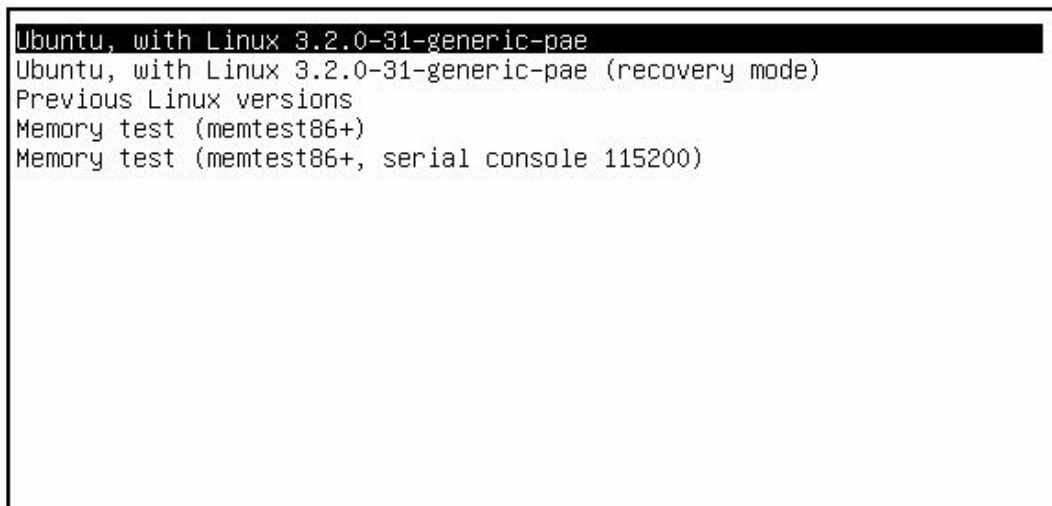 Ubuntu, with Linux 3.2.0-31-generic-pae
Ubuntu, with Linux 3.2.0-31-generic-pae (recovery mode)
Previous Linux versions
Memory test (memtest86+)
Memory test (memtest86+, serial console 115200)